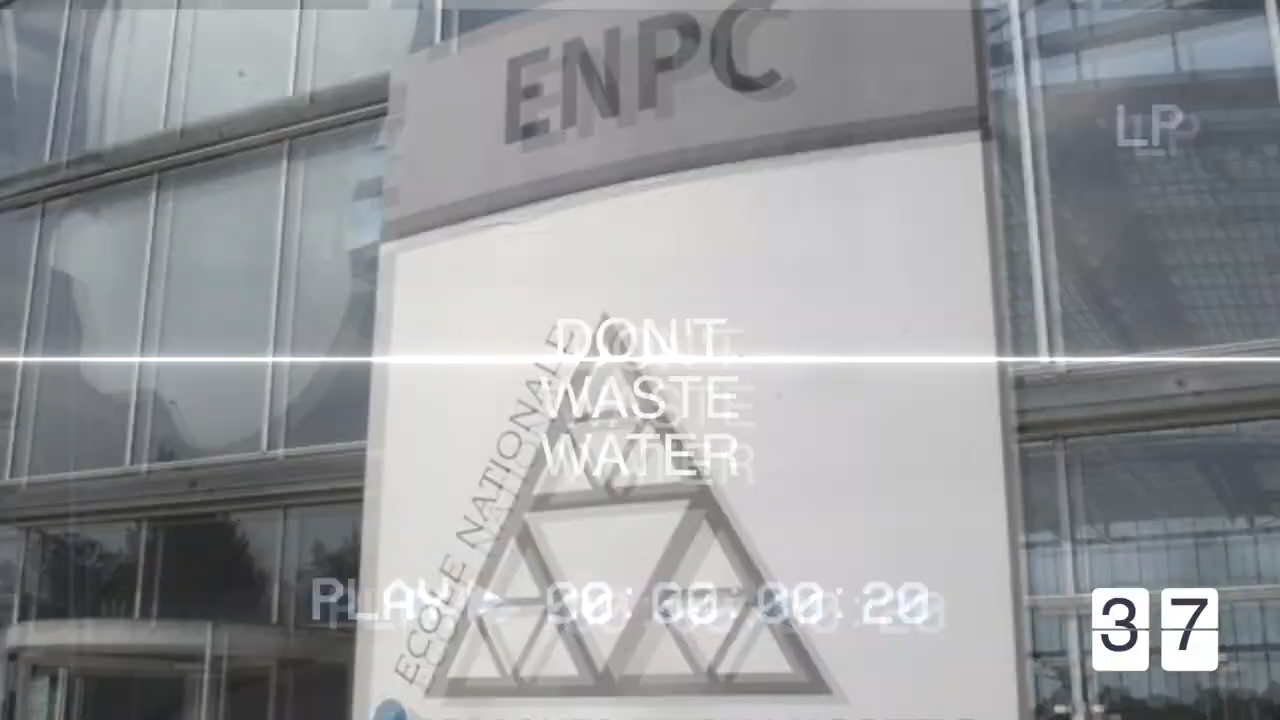 ENPC
LP
DON'T
WASTE
WATER
ECOLE NATIONALE
PLAY ► 00:00:00:20
37